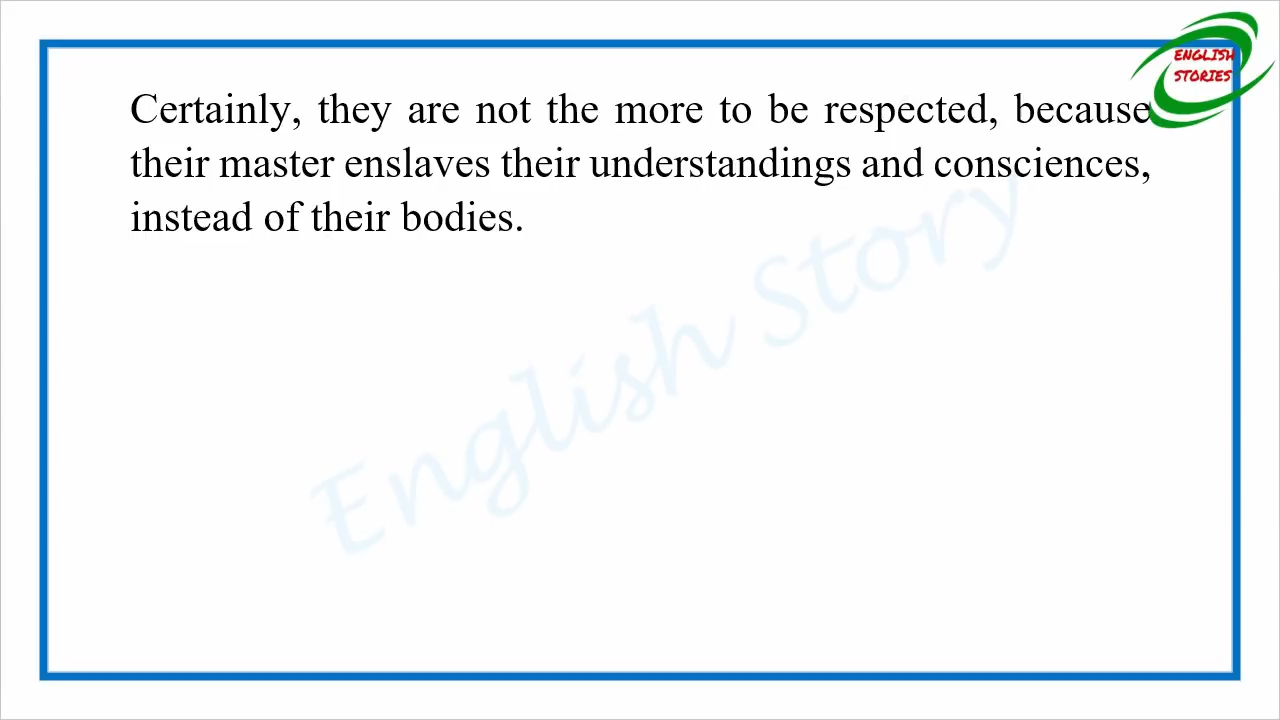 ENGLISH
STORIES
Certainly, they are not the more to be respected, because
their master enslaves their understandings and consciences,
instead of their bodies.
English Story